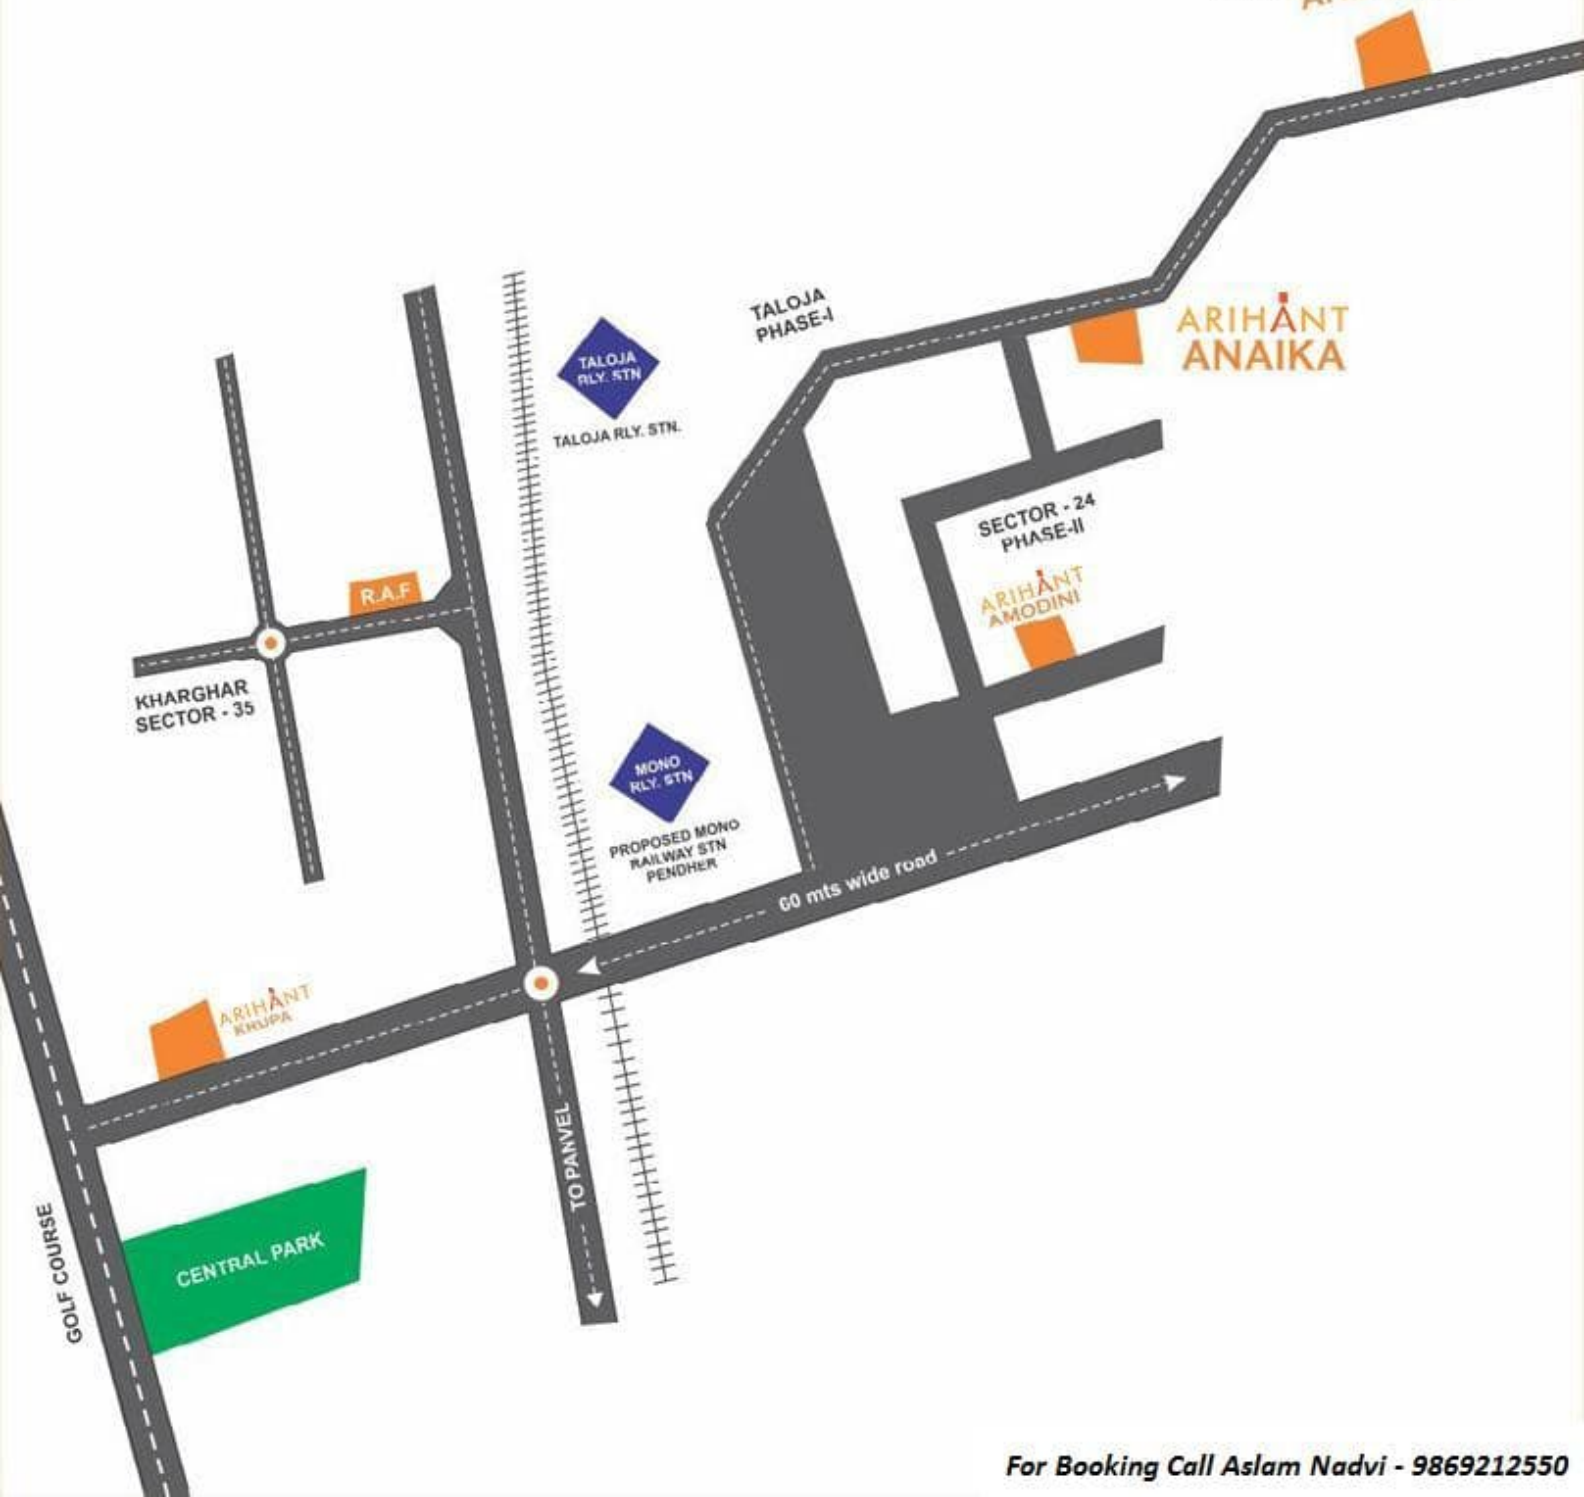 TALOJA
PHASE-I
ARIHANT
ANAIKA
TALOJA
RLY. STN
TALOJA RLY. STN.
SECTOR - 24
PHASE-II
ARIHANT
AMODINI
R.A.F
KHARGHAR
SECTOR - 35
MONO
RLY. STN
PROPOSED MONO
RAILWAY STN
PENDHER
60 mts wide road
ARIHANT
KRUPA
TO PANVEL
GOLF COURSE
CENTRAL PARK
For Booking Call Aslam Nadvi - 9869212550